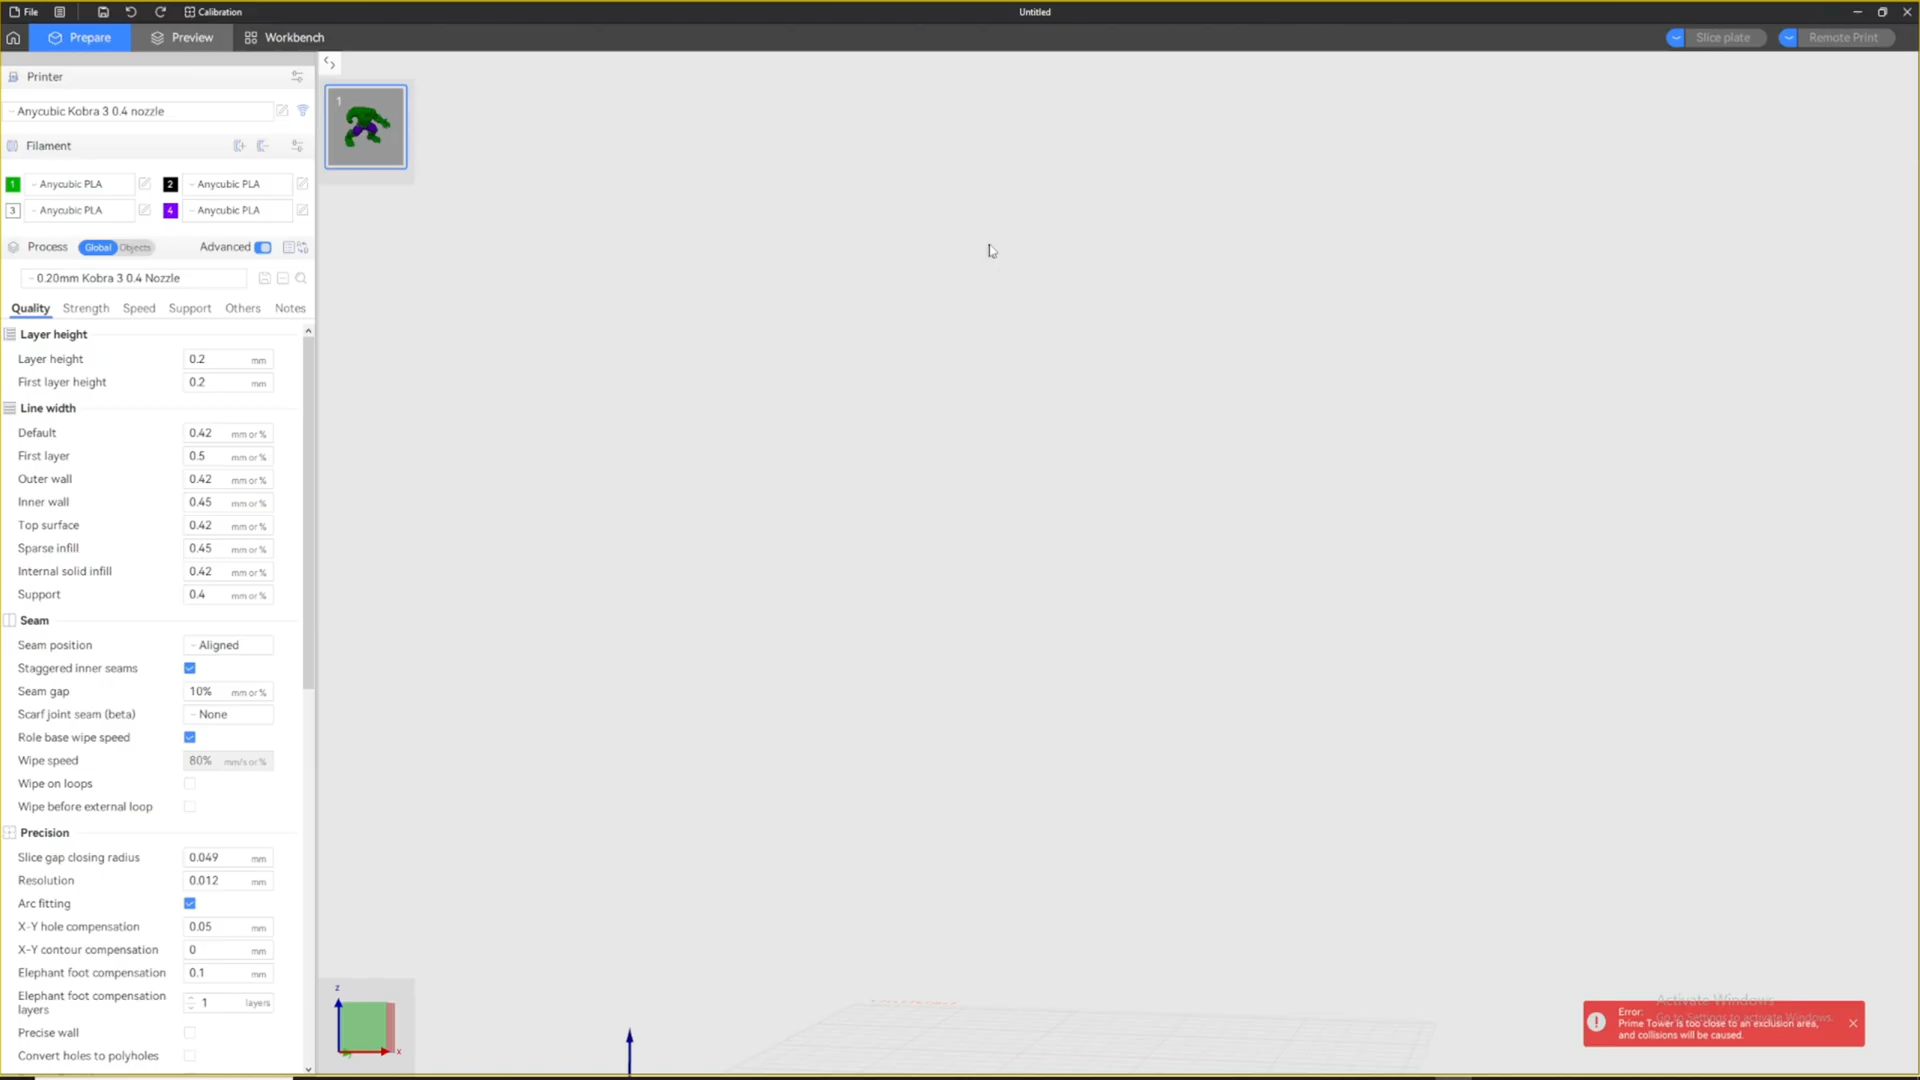 File
Calibration
Untitled
Prepare
Preview
Workbench
Slice plate
Remote Print
Printer
Anycubic Kobra 3 0.4 nozzle
1
Filament
1 Anycubic PLA
2 Anycubic PLA
3 Anycubic PLA
4 Anycubic PLA
Process Global Objects Advanced
0.20mm Kobra 3 0.4 Nozzle
Quality Strength Speed Support Others Notes
Layer height
Layer height 0.2 mm
First layer height 0.2 mm
Line width
Default 0.42 mm or %
First layer 0.5 mm or %
Outer wall 0.42 mm or %
Inner wall 0.45 mm or %
Top surface 0.42 mm or %
Sparse infill 0.45 mm or %
Internal solid infill 0.42 mm or %
Support 0.4 mm or %
Seam
Seam position Aligned
Staggered inner seams
Seam gap 10% mm or %
Scarf joint seam (beta) None
Role base wipe speed
Wipe speed 80% mm/s or %
Wipe on loops
Wipe before external loop
Precision
Slice gap closing radius 0.049 mm
Resolution 0.012 mm
Arc fitting
X-Y hole compensation 0.05 mm
X-Y contour compensation 0 mm
Elephant foot compensation 0.1 mm
Elephant foot compensation
layers 1 layers
Precise wall
Convert holes to polyholes
z
x
Activate Windows
Go to Settings to activate Windows.
Error:
Prime Tower is too close to an exclusion area,
and collisions will be caused.